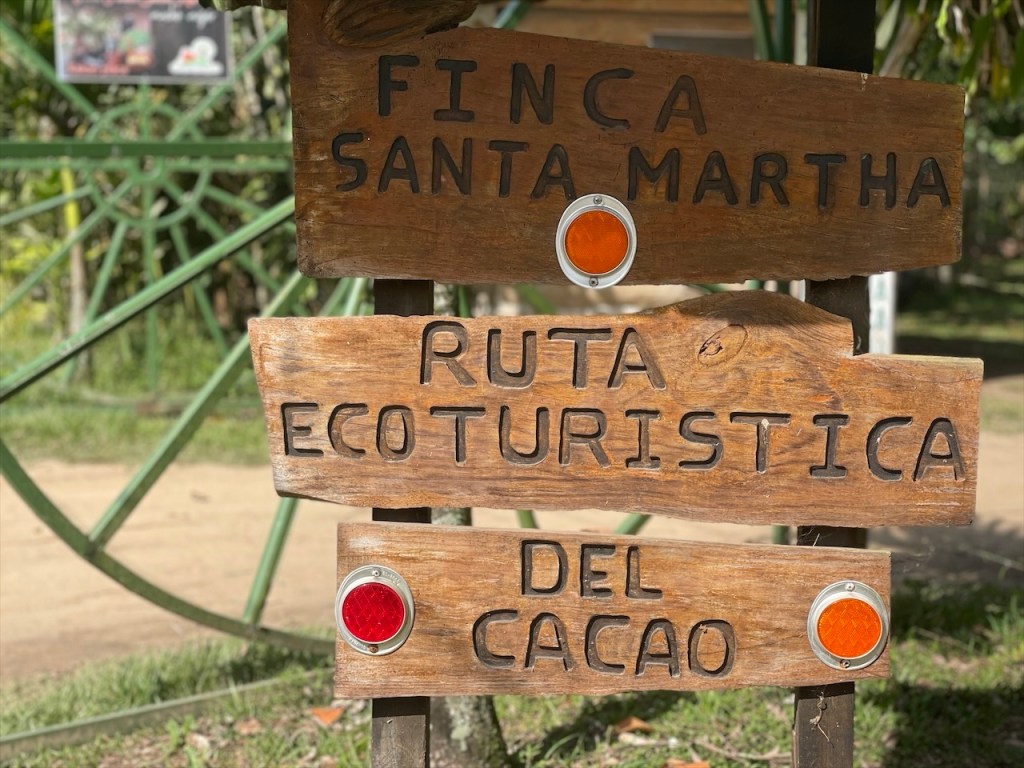 FINCA
SANTA MARTHA
RUTA
ECOTURISTICA
DEL
CACAO